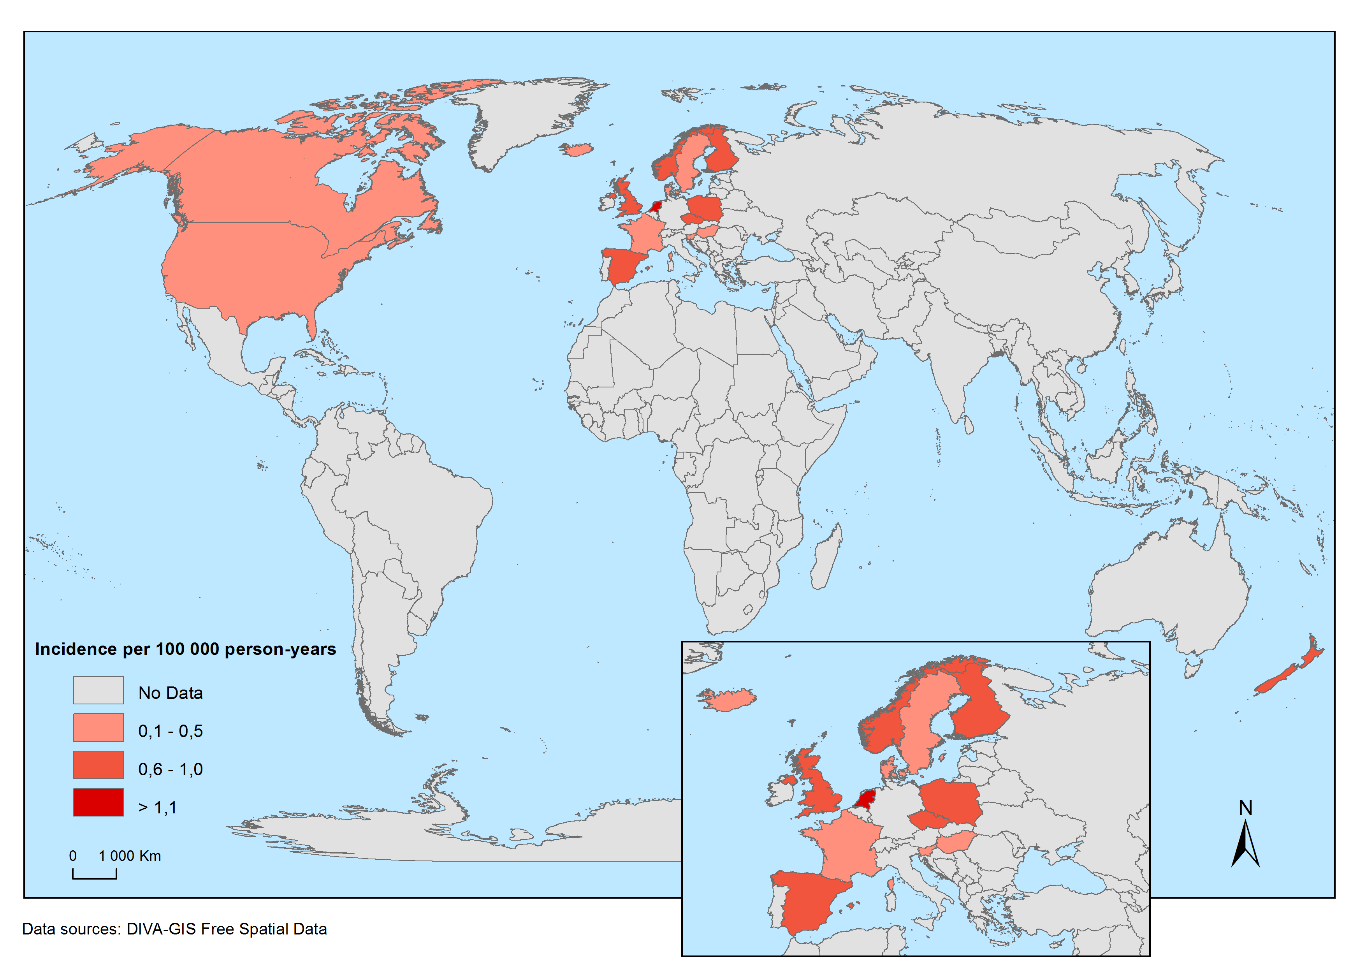 Incidence per 100 000 person-years
No Data
0,1 - 0,5
0,6 - 1,0
> 1,1
0 1 000 Km
N
Data sources: DIVA-GIS Free Spatial Data